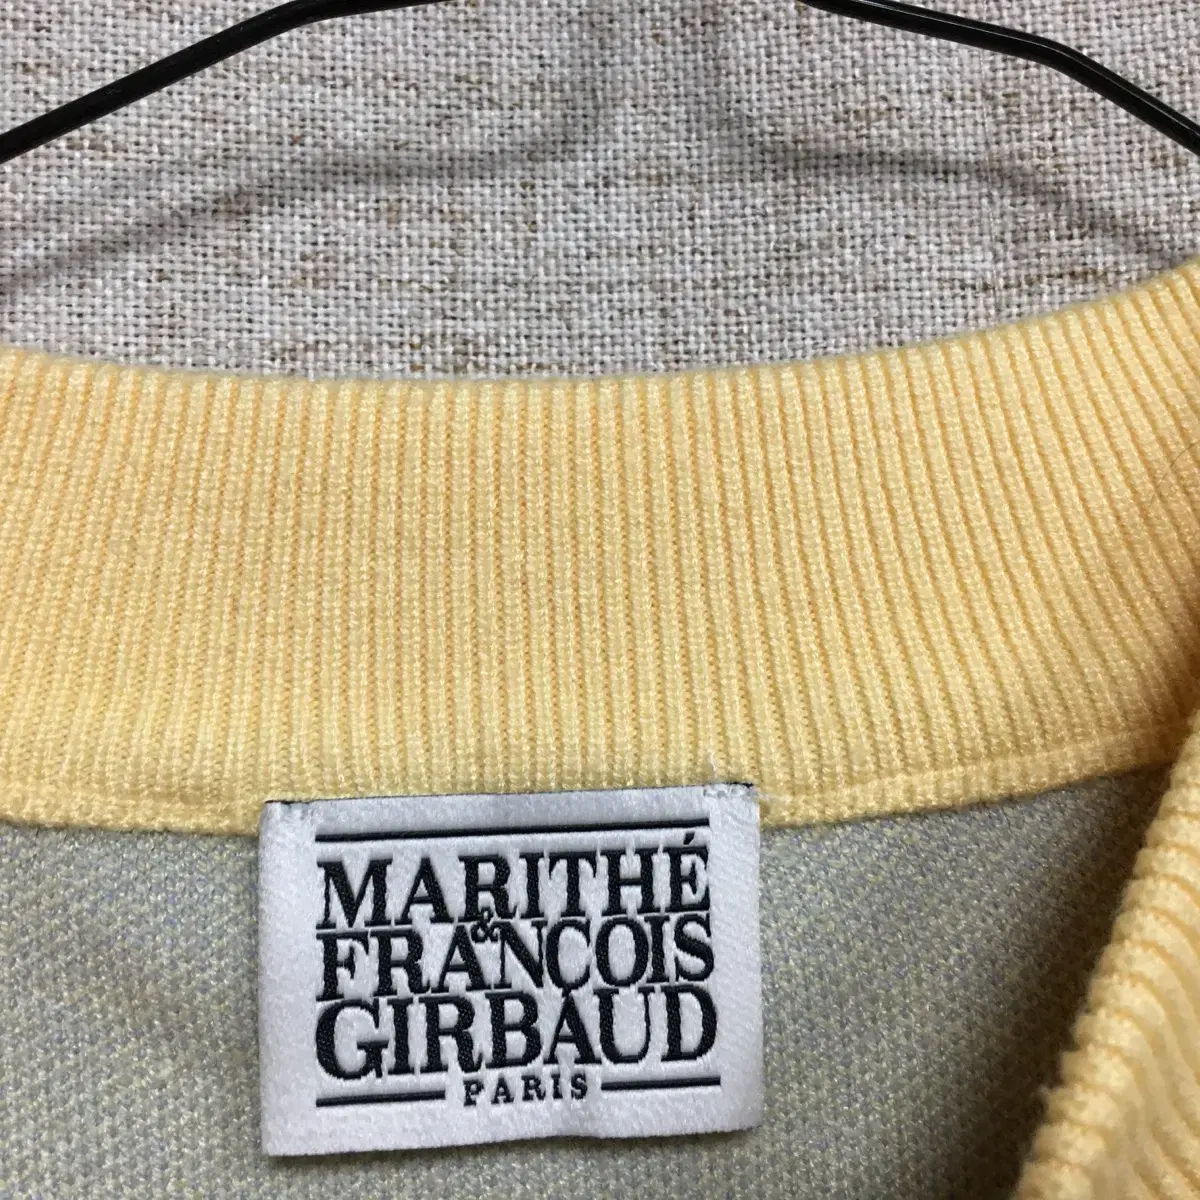 MARITHÉ
&
FRANCOIS
GIRBAUD
PARIS